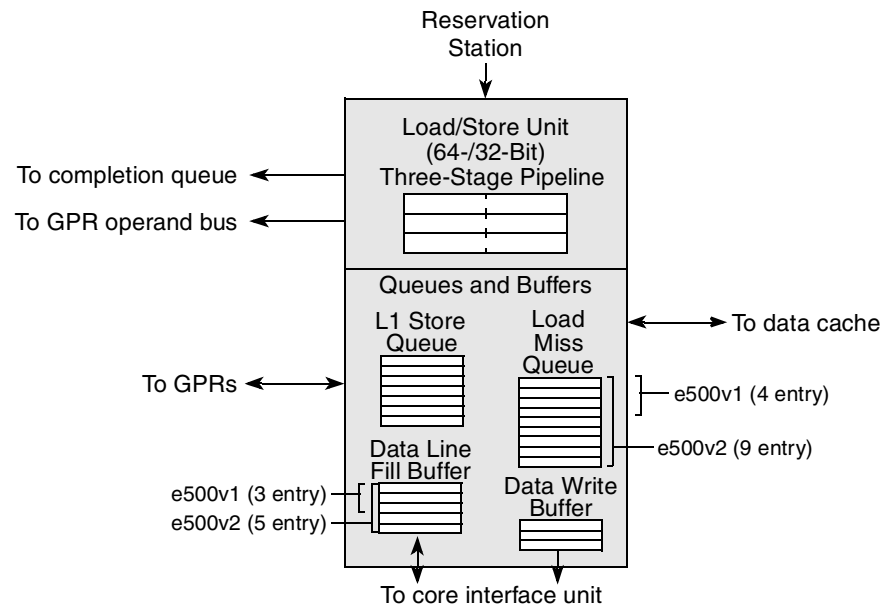 Reservation
Station
Load/Store Unit
(64-/32-Bit)
Three-Stage Pipeline
To completion queue
To GPR operand bus
Queues and Buffers
L1 Store
Queue
Load
Miss
Queue
To data cache
To GPRs
e500v1 (4 entry)
e500v2 (9 entry)
Data Line
Fill Buffer
Data Write
Buffer
e500v1 (3 entry)
e500v2 (5 entry)
To core interface unit